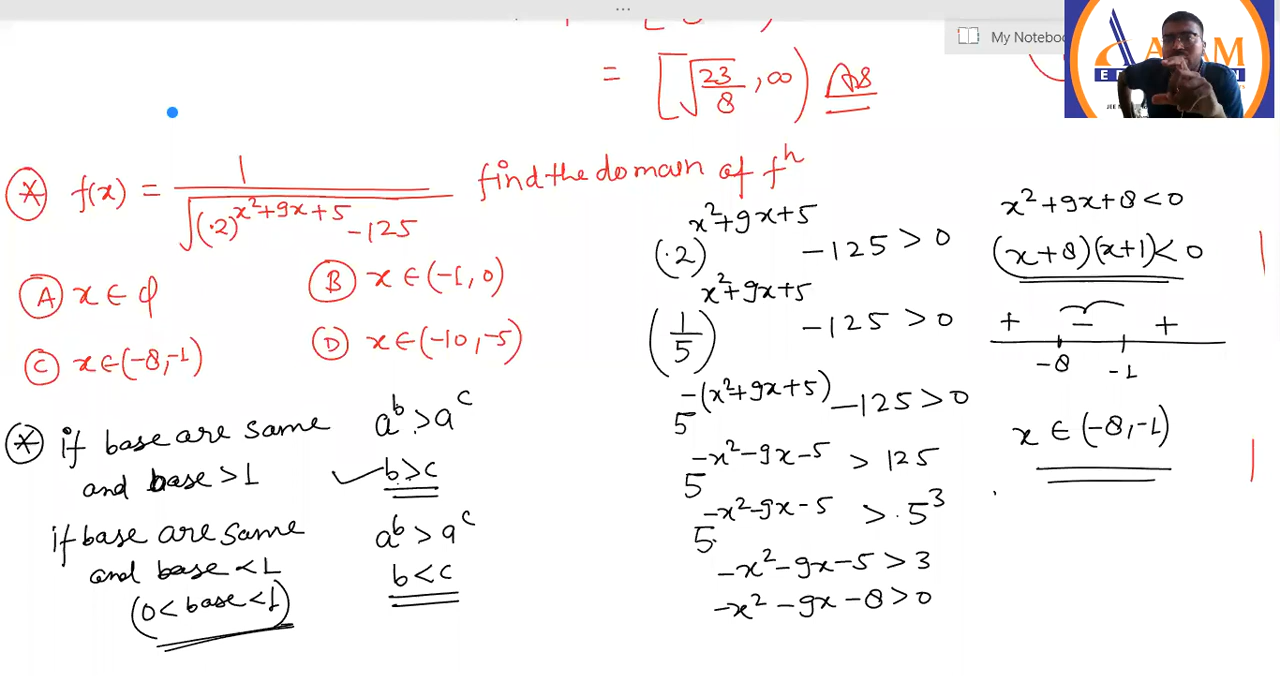 = [√23/8, ∞) Ans
My Notebo
f(x) = 1/√((.2)^(x²+9x+5) -125) find the domain of fⁿ
(A) x ∈ φ
(B) x ∈ (-1, 0)
(C) x ∈ (-8, -1)
(D) x ∈ (-10, -5)
if base are same a^b > a^c
and base > 1 b > c
if base are same a^b > a^c
and base < 1 b < c
(0 < base < 1)
(.2)^(x²+9x+5) -125 > 0
(1/5)^(x²+9x+5) -125 > 0
5^(-(x²+9x+5)) -125 > 0
5^(-x²-9x-5) > 125
5^(-x²-9x-5) > 5³
-x²-9x-5 > 3
-x²-9x-8 > 0
x²+9x+8 < 0
(x+8)(x+1) < 0
+ - +
-8 -1
x ∈ (-8, -1)